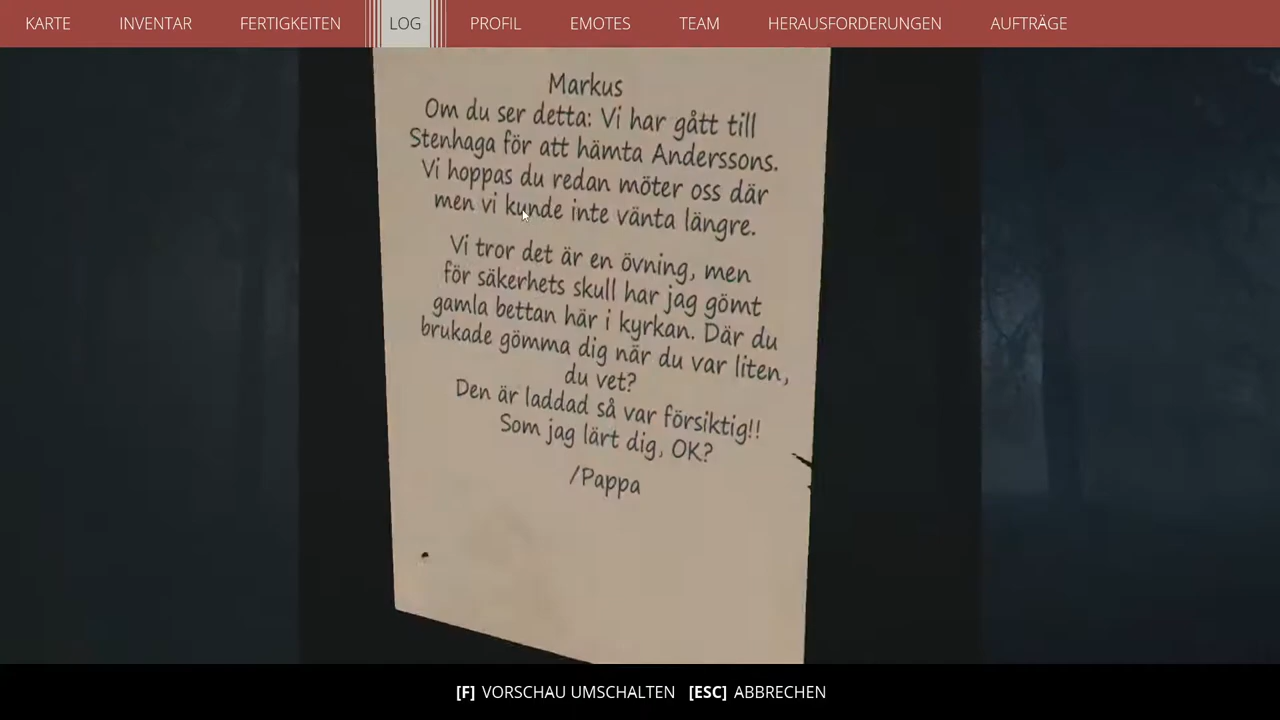 KARTE INVENTAR FERTIGKEITEN LOG PROFIL EMOTES TEAM HERAUSFORDERUNGEN AUFTRÄGE
Markus
Om du ser detta: Vi har gått till
Stenhaga för att hämta Anderssons.
Vi hoppas du redan möter oss där
men vi kunde inte vänta längre.
Vi tror det är en övning, men
för säkerhets skull har jag gömt
gamla bettan här i kyrkan. Där du
brukade gömma dig när du var liten,
du vet?
Den är laddad så var försiktig!!
Som jag lärt dig, OK?
/Pappa
[F] VORSCHAU UMSCHALTEN [ESC] ABBRECHEN